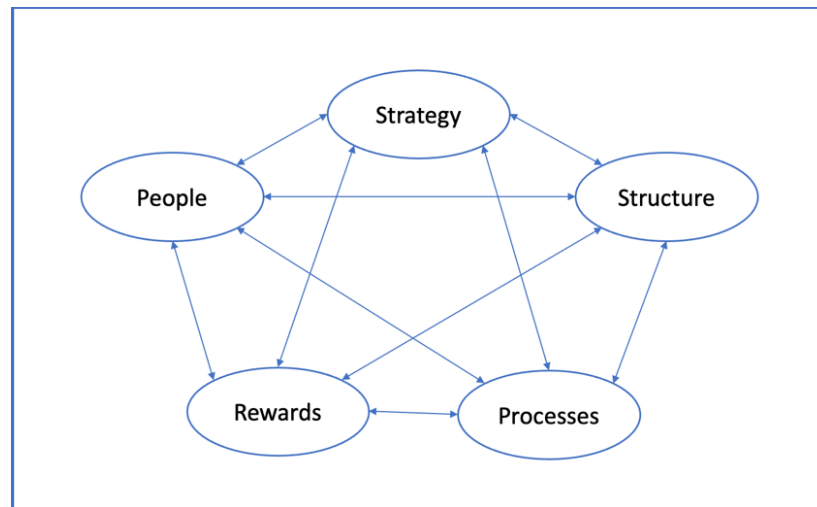 Strategy
People
Structure
Rewards
Processes